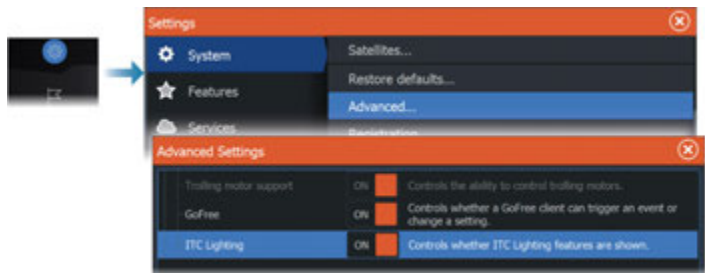 Settings
System
Satellites...
Restore defaults...
Features
Advanced...
Services
Registration
Advanced Settings
Trolling motor support ON Controls the ability to control trolling motors.
GoFree ON Controls whether a GoFree client can trigger an event or
change a setting.
ITC Lighting ON Controls whether ITC Lighting features are shown.